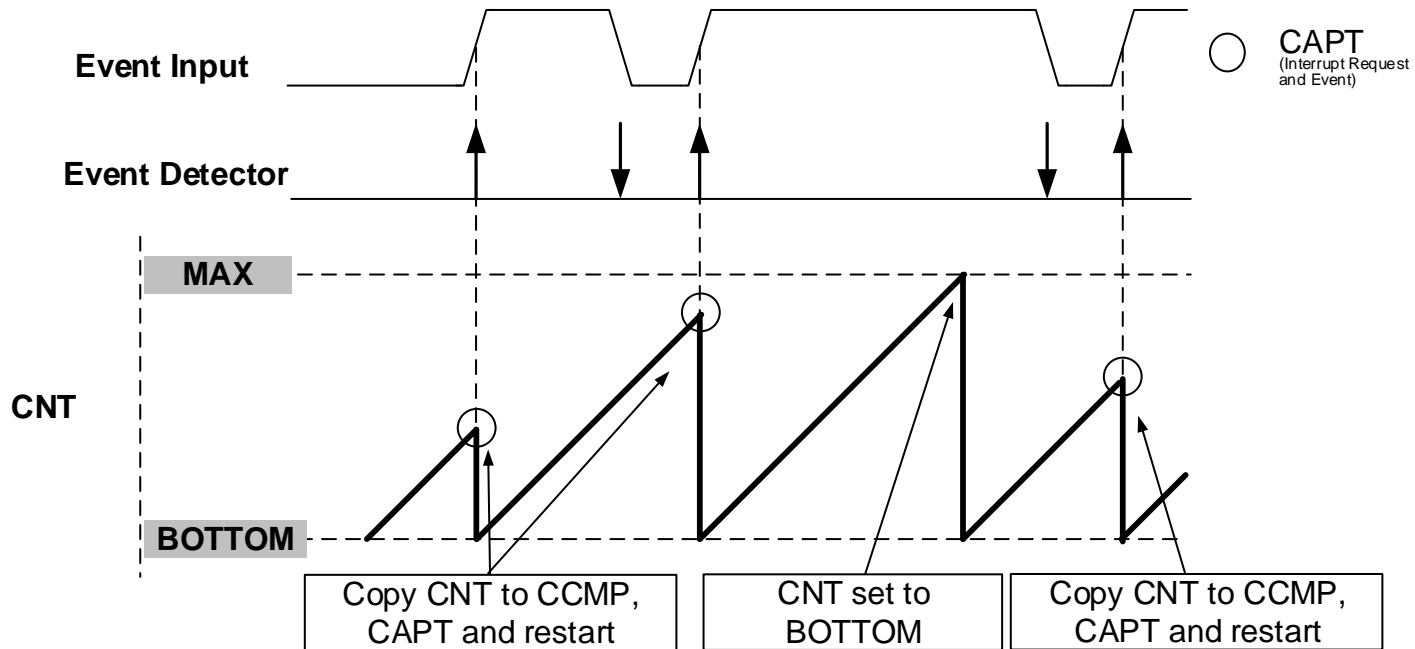 Event Input
CAPT
(Interrupt Request
and Event)
Event Detector
MAX
CNT
BOTTOM
Copy CNT to CCMP,
CAPT and restart
CNT set to
BOTTOM
Copy CNT to CCMP,
CAPT and restart